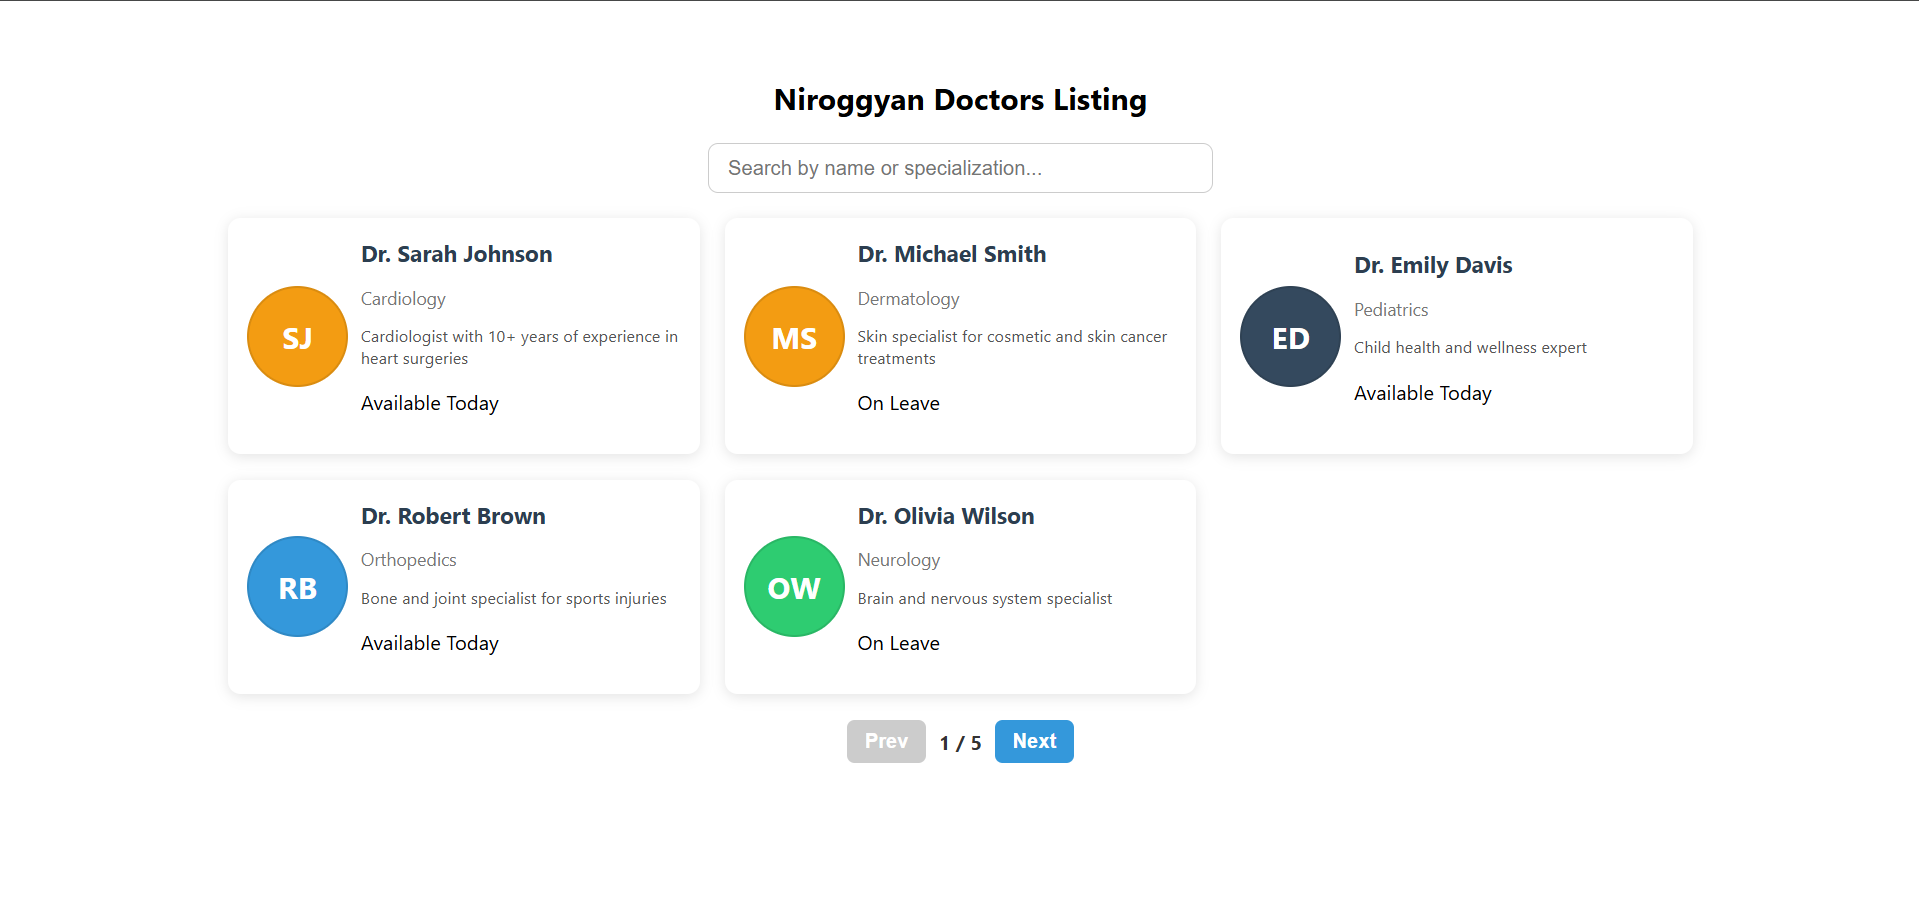 Niroggyan Doctors Listing
Search by name or specialization...
SJ
Dr. Sarah Johnson
Cardiology
Cardiologist with 10+ years of experience in
heart surgeries
Available Today
MS
Dr. Michael Smith
Dermatology
Skin specialist for cosmetic and skin cancer
treatments
On Leave
ED
Dr. Emily Davis
Pediatrics
Child health and wellness expert
Available Today
RB
Dr. Robert Brown
Orthopedics
Bone and joint specialist for sports injuries
Available Today
OW
Dr. Olivia Wilson
Neurology
Brain and nervous system specialist
On Leave
Prev 1 / 5 Next